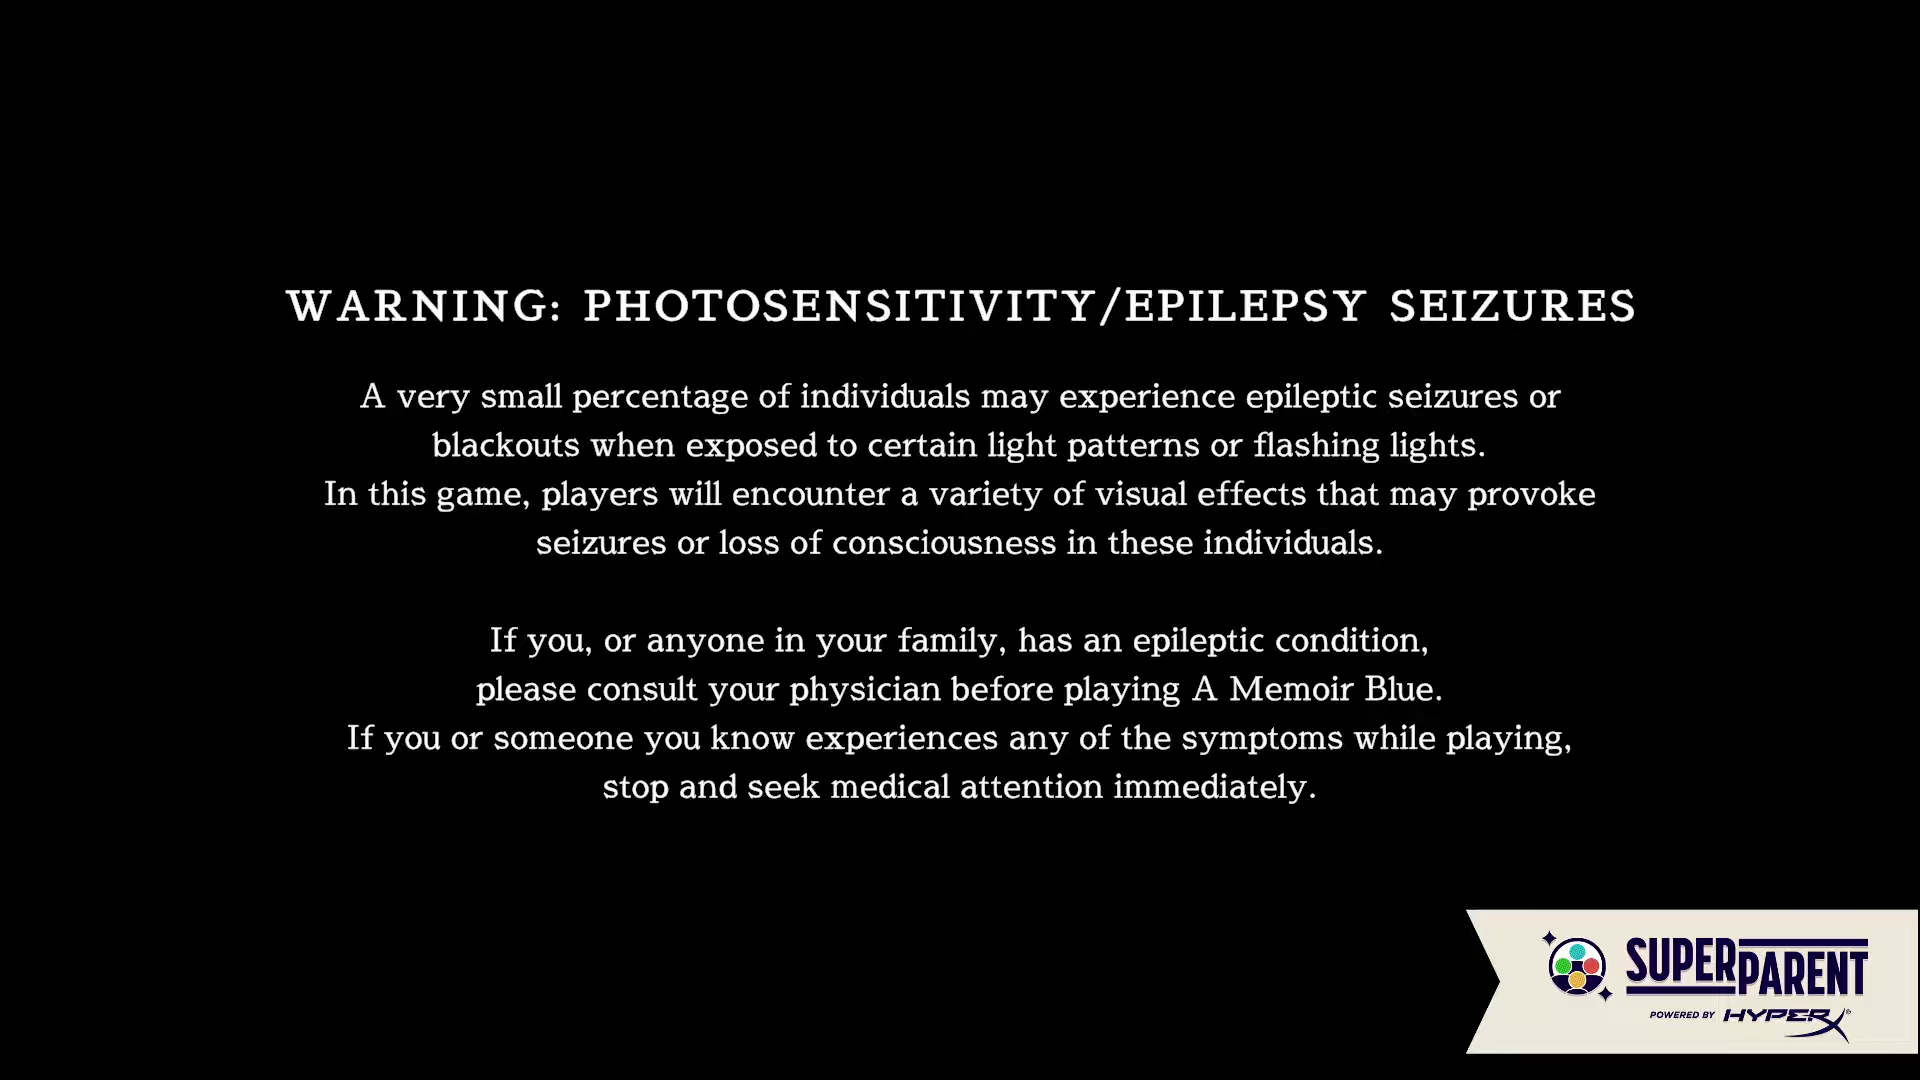 WARNING: PHOTOSENSITIVITY/EPILEPSY SEIZURES
A very small percentage of individuals may experience epileptic seizures or
blackouts when exposed to certain light patterns or flashing lights.
In this game, players will encounter a variety of visual effects that may provoke
seizures or loss of consciousness in these individuals.
If you, or anyone in your family, has an epileptic condition,
please consult your physician before playing A Memoir Blue.
If you or someone you know experiences any of the symptoms while playing,
stop and seek medical attention immediately.
SUPERPARENT
POWERED BY HYPERX®